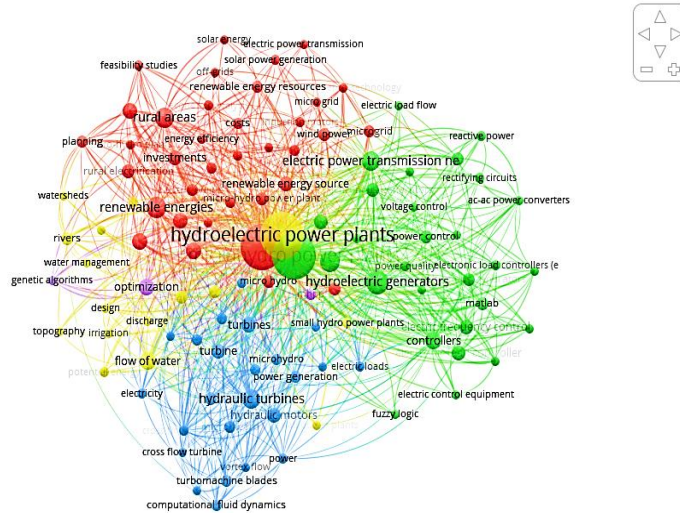 solar energy
electric power transmission
solar power generation
feasibility studies
off-grids
renewable energy resources
micro grid
electric load flow
rural areas
costs
wind power
microgrid
reactive power
planning
energy efficiency
investments
electric power transmission ne
rural electrification
rectifying circuits
renewable energy source
watersheds
micro-hydro power plant
ac-ac power converters
renewable energies
voltage control
rivers
hydroelectric power plants
power control
water management
power quality
electronic load controllers (e
genetic algorithms
optimization
micro hydro
hydroelectric generators
design
matlab
discharge
turbines
small hydro power plants
electric frequency control
topography
irrigation
controllers
turbine
flow of water
microhydro
electric loads
power generation
electricity
hydraulic turbines
electric control equipment
hydraulic motors
fuzzy logic
cross flow turbine
power
vortex flow
turbomachine blades
computational fluid dynamics